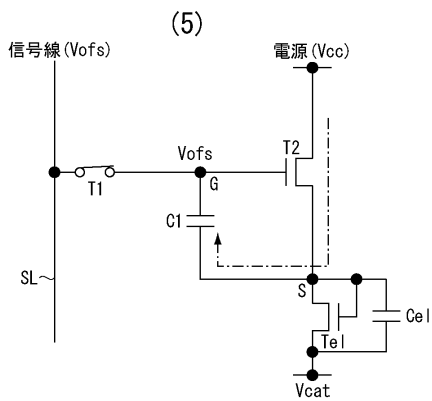 (5)
信号線(Vofs)
電源(Vcc)
Vofs
T2
T1
G
C1
SL
S
Tel
Cel
Vcat